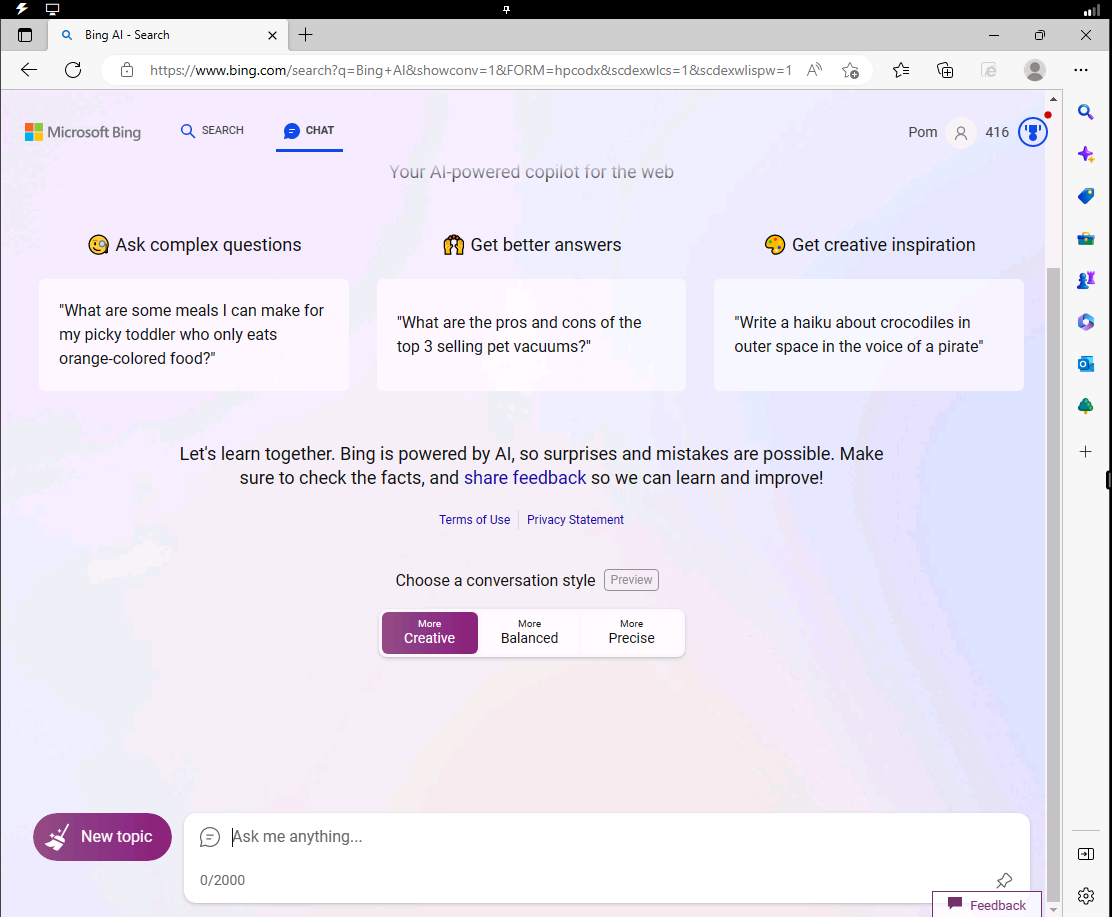 Bing AI - Search
https://www.bing.com/search?q=Bing+AI&showconv=1&FORM=hpcodx&scdexwlcs=1&scdexwlispw=1
Microsoft Bing
SEARCH
CHAT
Pom
416
Your AI-powered copilot for the web
Ask complex questions
Get better answers
Get creative inspiration
"What are some meals I can make for
my picky toddler who only eats
orange-colored food?"
"What are the pros and cons of the
top 3 selling pet vacuums?"
"Write a haiku about crocodiles in
outer space in the voice of a pirate"
Let's learn together. Bing is powered by AI, so surprises and mistakes are possible. Make
sure to check the facts, and share feedback so we can learn and improve!
Terms of Use
Privacy Statement
Choose a conversation style
Preview
More
Creative
More
Balanced
More
Precise
New topic
Ask me anything...
0/2000
Feedback